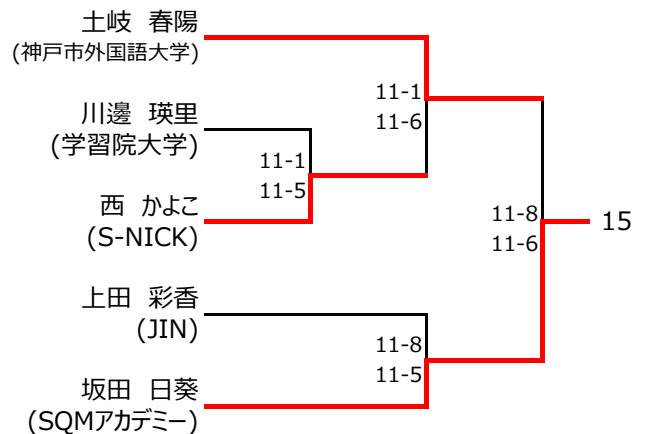 土岐 春陽
(神戸市外国語大学)
11-1
11-6
川邊 瑛里
(学習院大学)
11-1
11-5
西 かよこ
(S-NICK)
11-8
11-6
15
上田 彩香
(JIN)
11-8
11-5
坂田 日葵
(SQMアカデミー)